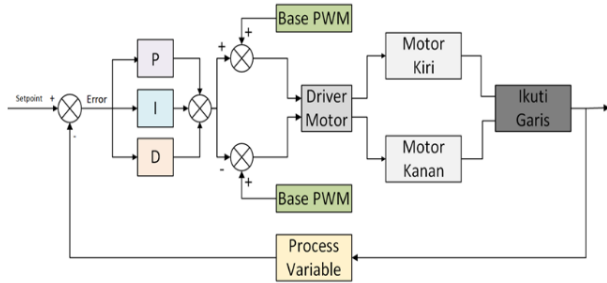 Base PWM
+
+
P
Motor
Kiri
Setpoint
+
Error
I
Driver
Motor
Ikuti
Garis
-
D
-
+
Motor
Kanan
Base PWM
Process
Variable